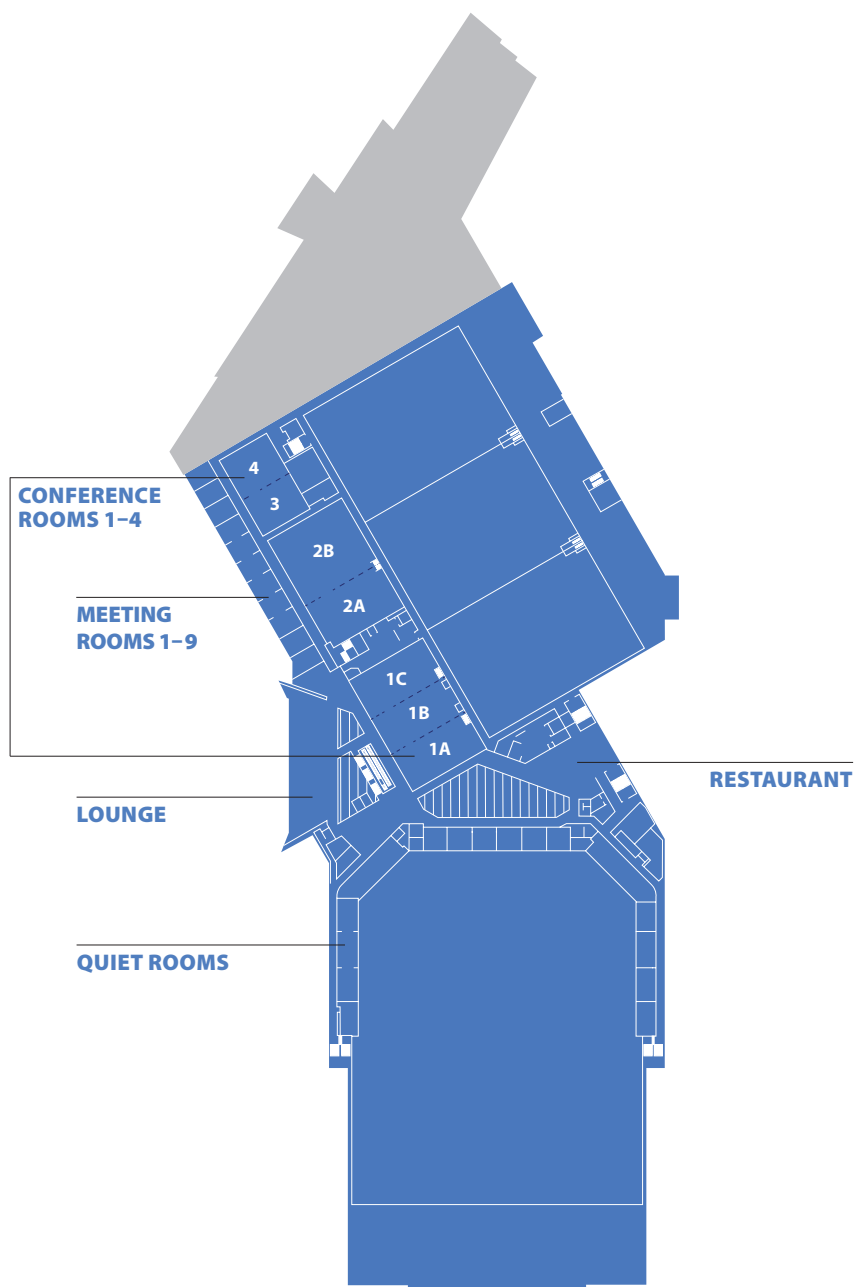 4
CONFERENCE
ROOMS 1–4
3
2B
2A
MEETING
ROOMS 1–9
1C
1B
1A
RESTAURANT
LOUNGE
QUIET ROOMS